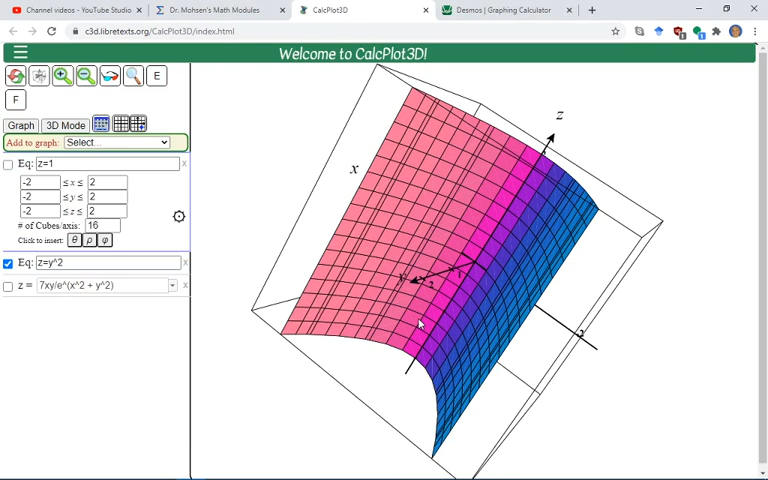 Channel videos - YouTube Studio
Dr. Mohsen's Math Modules
CalcPlot3D
Desmos | Graphing Calculator
c3d.libretexts.org/CalcPlot3D/index.html
Welcome to CalcPlot3D!
E
F
Graph
3D Mode
Add to graph: Select...
Eq: z=1
x
-2 ≤ x ≤ 2
-2 ≤ y ≤ 2
-2 ≤ z ≤ 2
# of Cubes/axis: 16
Click to insert: θ ρ φ
Eq: z=y^2
x
z = 7xy/e^(x^2 + y^2)
x
z
x
y
2
1
-2